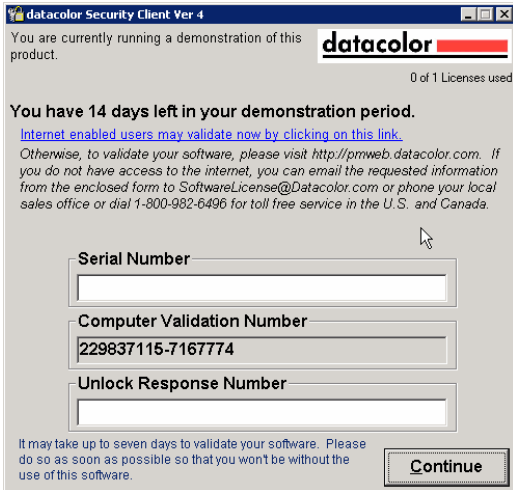 datacolor Security Client Ver 4
You are currently running a demonstration of this
product.
datacolor
0 of 1 Licenses used
You have 14 days left in your demonstration period.
Internet enabled users may validate now by clicking on this link.
Otherwise, to validate your software, please visit http://pmweb.datacolor.com. If
you do not have access to the internet, you can email the requested information
from the enclosed form to SoftwareLicense@Datacolor.com or phone your local
sales office or dial 1-800-982-6496 for toll free service in the U.S. and Canada.
Serial Number
Computer Validation Number
229837115-7167774
Unlock Response Number
It may take up to seven days to validate your software. Please
do so as soon as possible so that you won't be without the
use of this software.
Continue